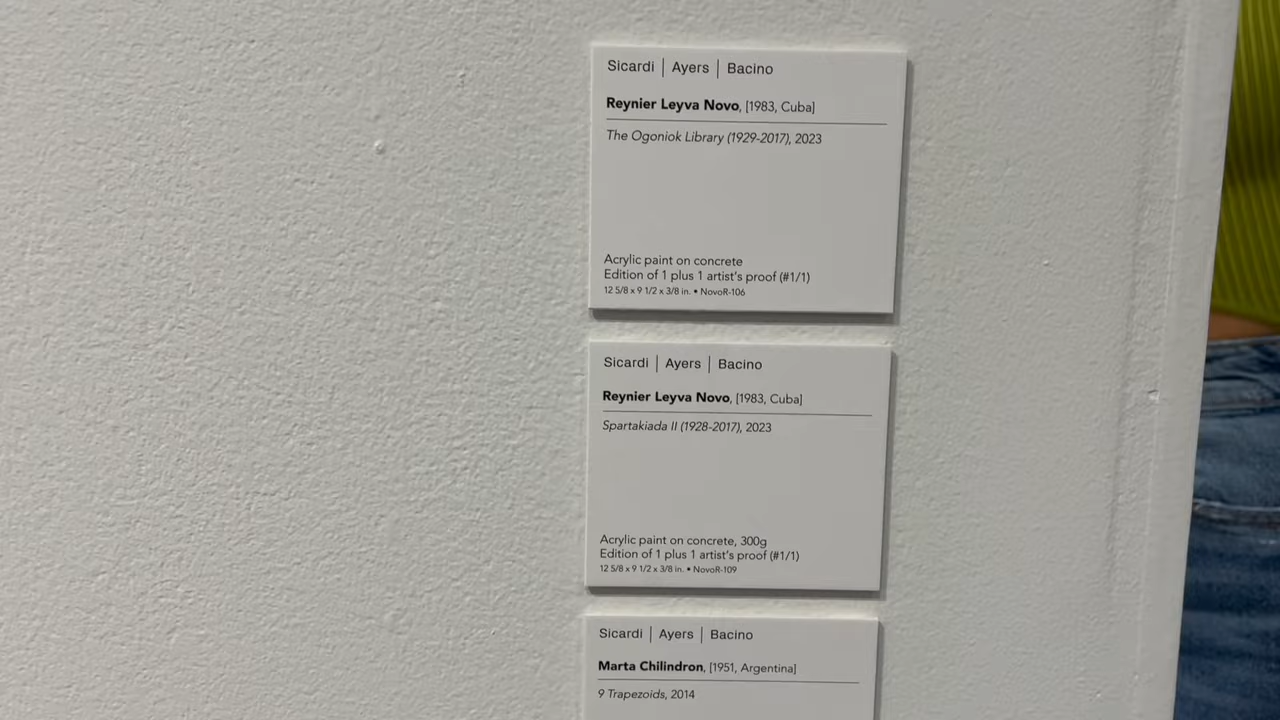 Sicardi | Ayers | Bacino
Reynier Leyva Novo, [1983, Cuba]
The Ogoniok Library (1929-2017), 2023
Acrylic paint on concrete
Edition of 1 plus 1 artist's proof (#1/1)
12 5/8 x 9 1/2 x 3/8 in. • NovoR-106
Sicardi | Ayers | Bacino
Reynier Leyva Novo, [1983, Cuba]
Spartakiada II (1928-2017), 2023
Acrylic paint on concrete, 300g
Edition of 1 plus 1 artist's proof (#1/1)
12 5/8 x 9 1/2 x 3/8 in. • NovoR-109
Sicardi | Ayers | Bacino
Marta Chilindron, [1951, Argentina]
9 Trapezoids, 2014